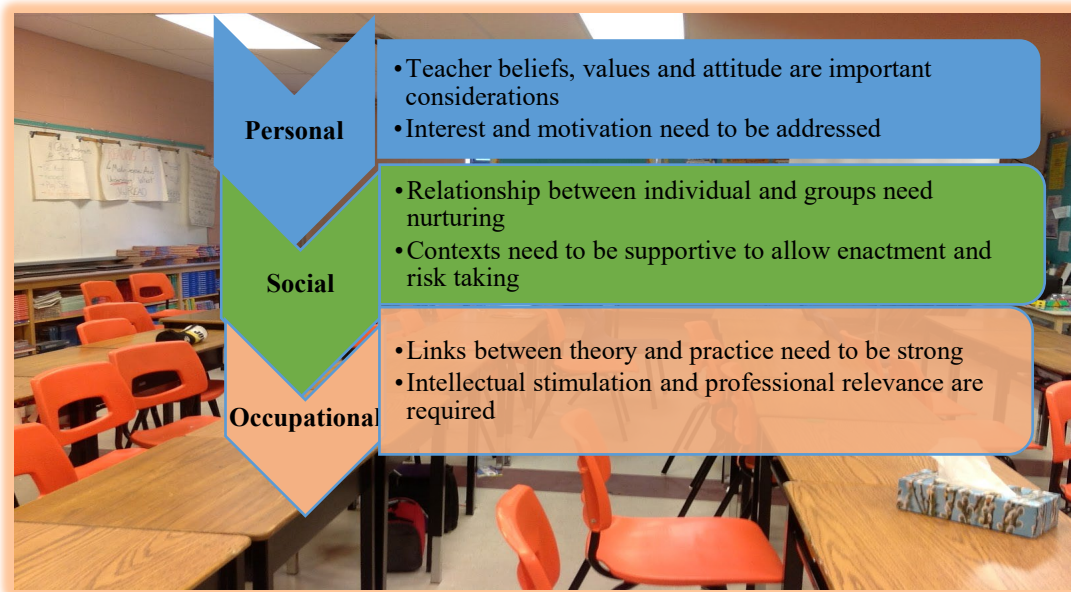 Personal
•Teacher beliefs, values and attitude are important
considerations
•Interest and motivation need to be addressed
Social
•Relationship between individual and groups need
nurturing
•Contexts need to be supportive to allow enactment and
risk taking
Occupational
•Links between theory and practice need to be strong
•Intellectual stimulation and professional relevance are
required